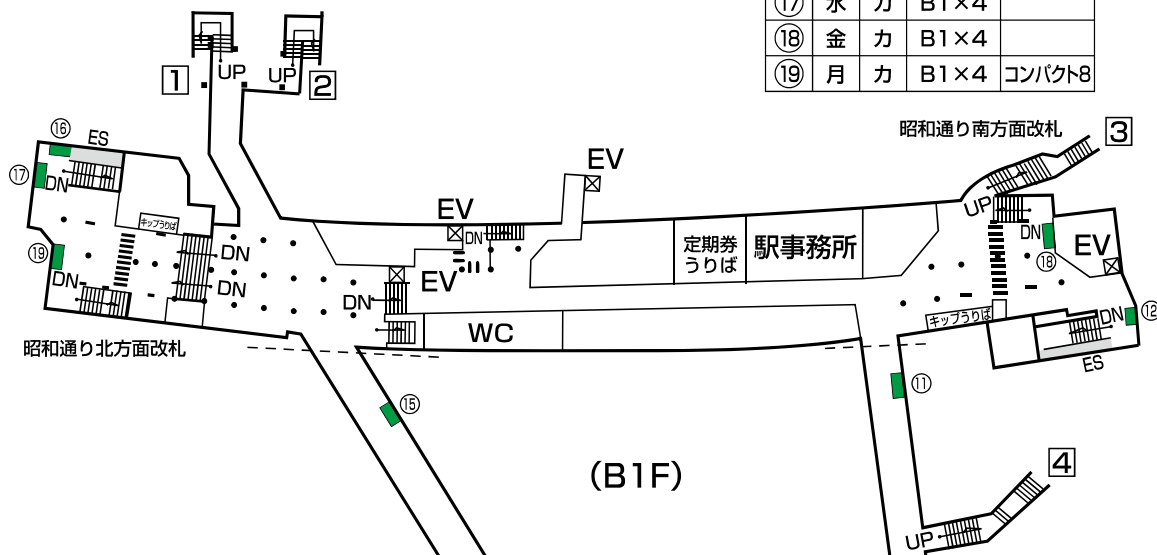 ⑰ 水 カ B1×4
⑱ 金 カ B1×4
⑲ 月 カ B1×4 コンパクト8
昭和通り南方面改札
3
1
UP
UP
2
⑯
ES
⑰
DN
EV
キップうりば
⑲
DN
DN
DN
EV
DN
EV
DN
定期券
うりば
駅事務所
UP
DN
⑱
EV
WC
キップうりば
DN
⑫
ES
昭和通り北方面改札
⑮
⑪
(B1F)
4
UP